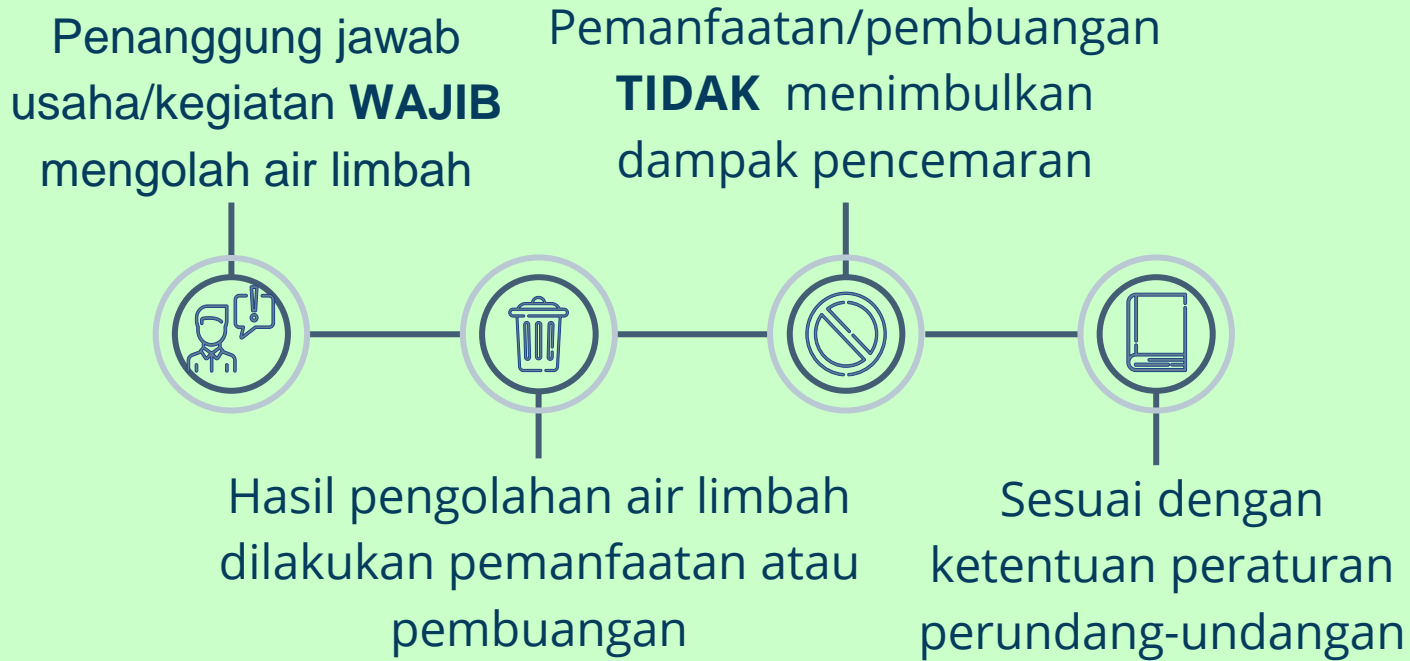 Penanggung jawab
usaha/kegiatan WAJIB
mengolah air limbah
Hasil pengolahan air limbah
dilakukan pemanfaatan atau
pembuangan
Pemanfaatan/pembuangan
TIDAK menimbulkan
dampak pencemaran
Sesuai dengan
ketentuan peraturan
perundang-undangan